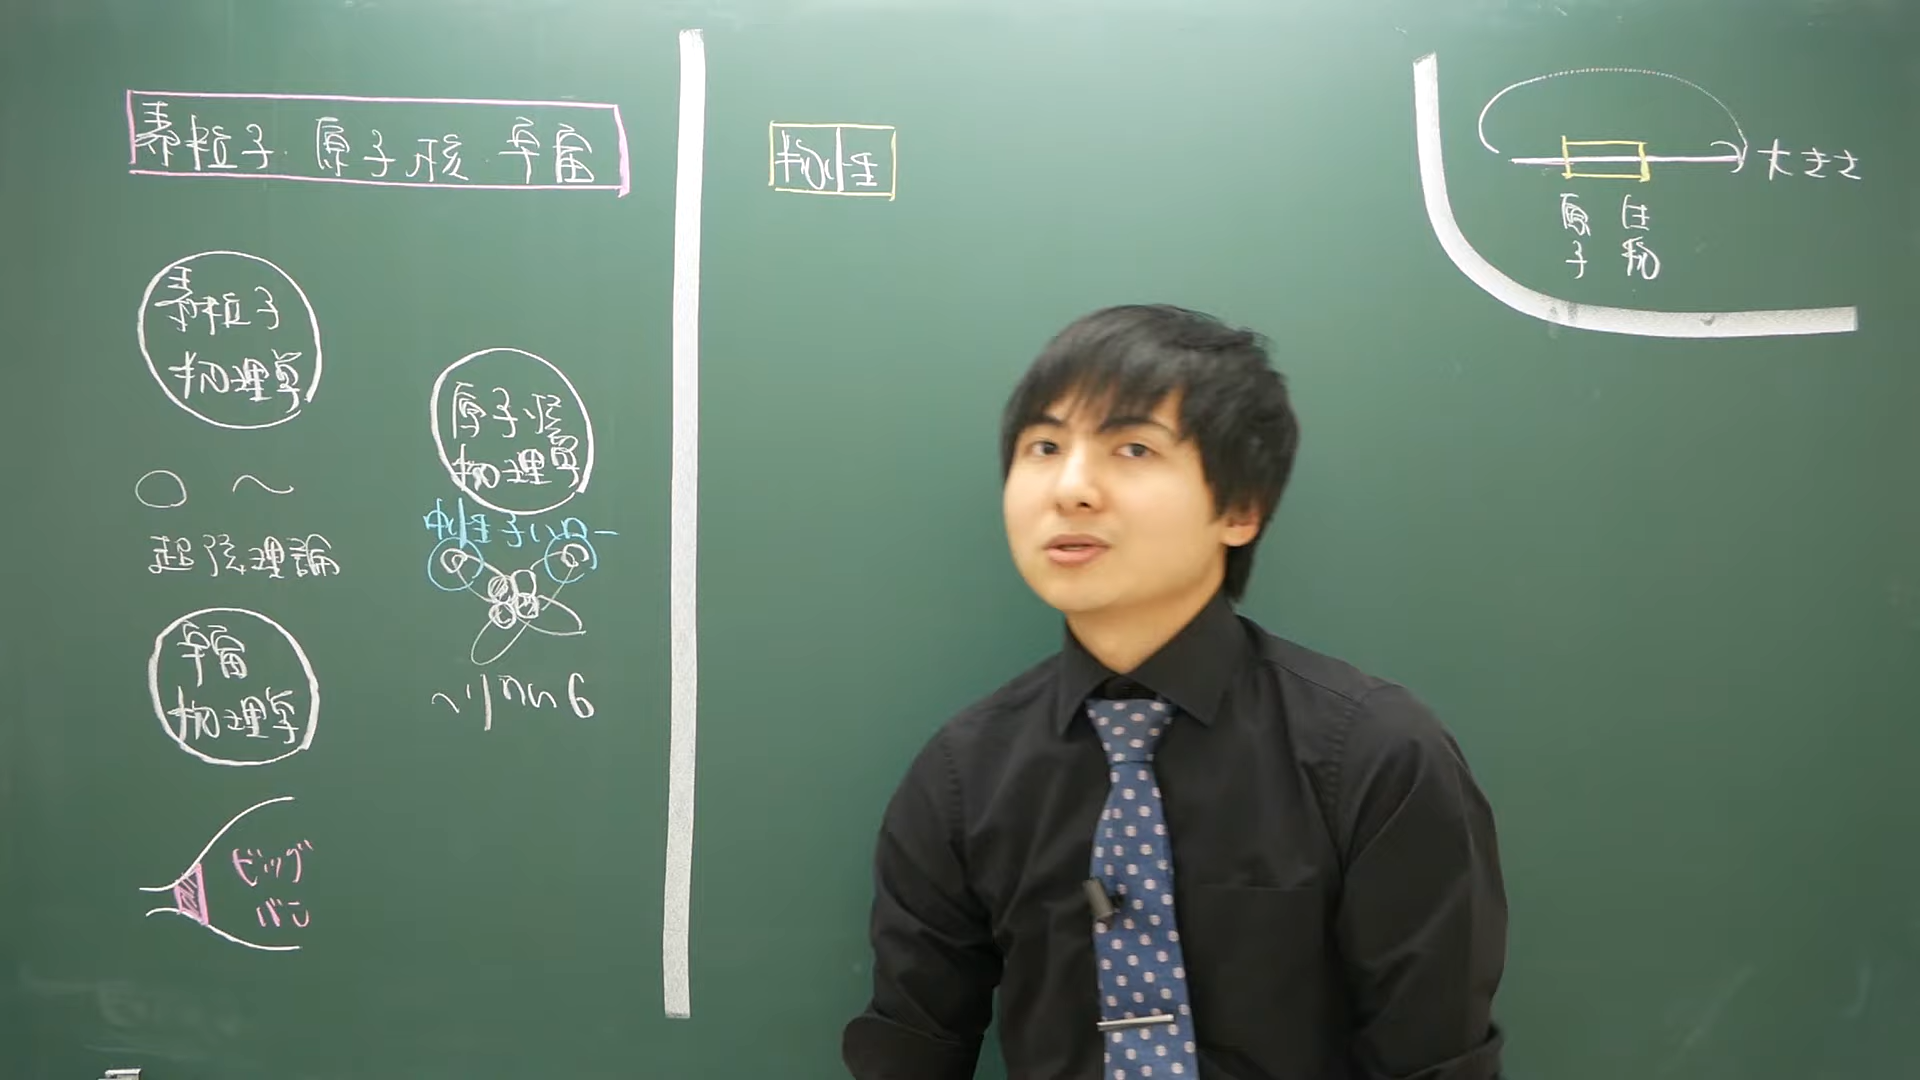 素粒子・原子核・宇宙
素粒子
物理学
超弦理論
宇宙
物理学
ビッグ
バン
原子核
物理学
中性子ハロー
ヘリウム6
物性
大きさ
原子
生物